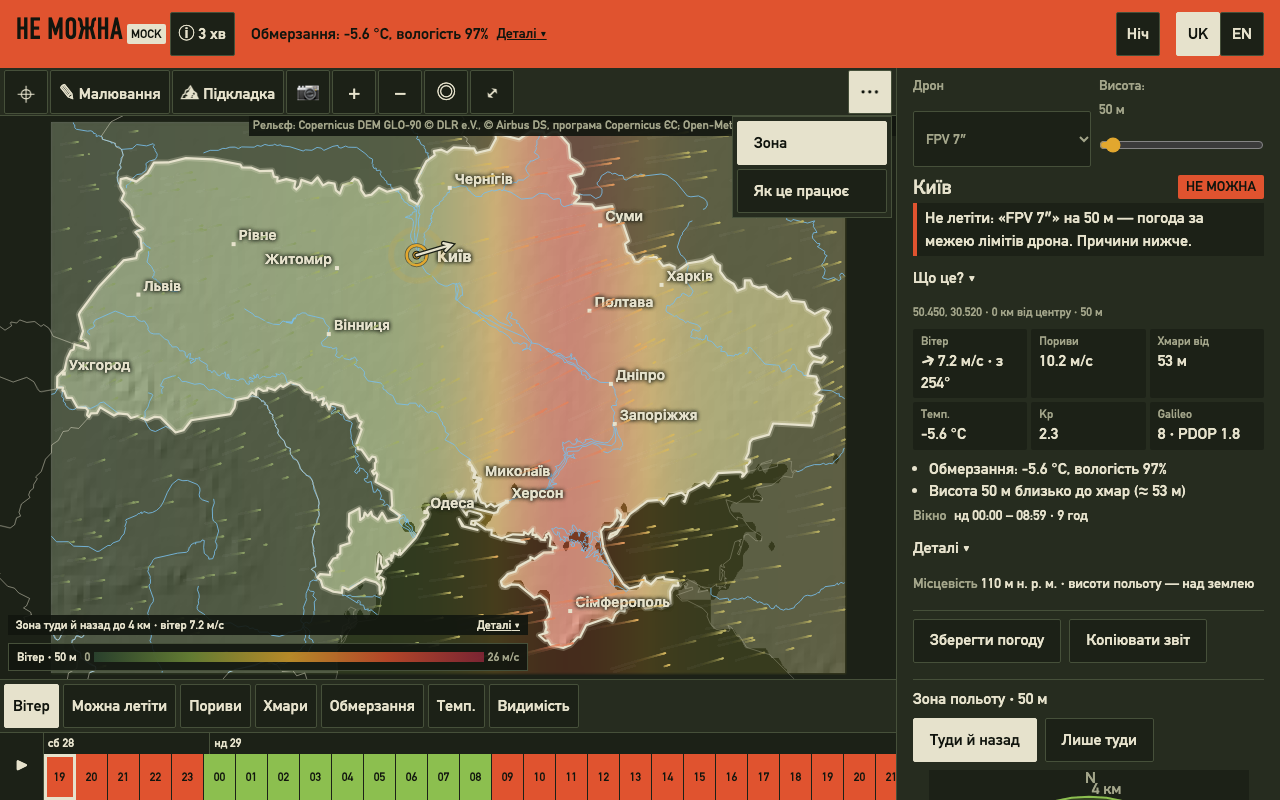 НЕ МОЖНА MOCK ⓘ 3 хв Обмерзання: -5.6 °C, вологість 97% Деталі ▾ Ніч UK EN
Малювання Підкладка + − ⋯
Рельєф: Copernicus DEM GLO-90 © DLR e.V., © Airbus DS, програма Copernicus ЄС; Open-Met
Зона
Як це працює
Чернігів
Суми
Рівне
Київ
Житомир
Харків
Львів
Полтава
Вінниця
Ужгород
Дніпро
Запоріжжя
Миколаїв
Херсон
Одеса
Сімферополь
Зона туди й назад до 4 км · вітер 7.2 м/с Деталі ▾
Вітер · 50 м 0 26 м/с
Вітер Можна летіти Пориви Хмари Обмерзання Темп. Видимість
сб 28 нд 29
19 20 21 22 23 00 01 02 03 04 05 06 07 08 09 10 11 12 13 14 15 16 17 18 19 20 21
Дрон Висота:
50 м
FPV 7″
Київ НЕ МОЖНА
Не летіти: «FPV 7″» на 50 м — погода за
межею лімітів дрона. Причини нижче.
Що це? ▾
50.450, 30.520 · 0 км від центру · 50 м
Вітер Пориви Хмари від
➔ 7.2 м/с · з 10.2 м/с 53 м
254°
Темп. Kp Galileo
-5.6 °C 2.3 8 · PDOP 1.8
• Обмерзання: -5.6 °C, вологість 97%
• Висота 50 м близько до хмар (≈ 53 м)
Вікно нд 00:00 – 08:59 · 9 год
Деталі ▾
Місцевість 110 м н. р. м. · висоти польоту — над землею
Зберегти погоду Копіювати звіт
Зона польоту · 50 м
Туди й назад Лише туди
N
4 км